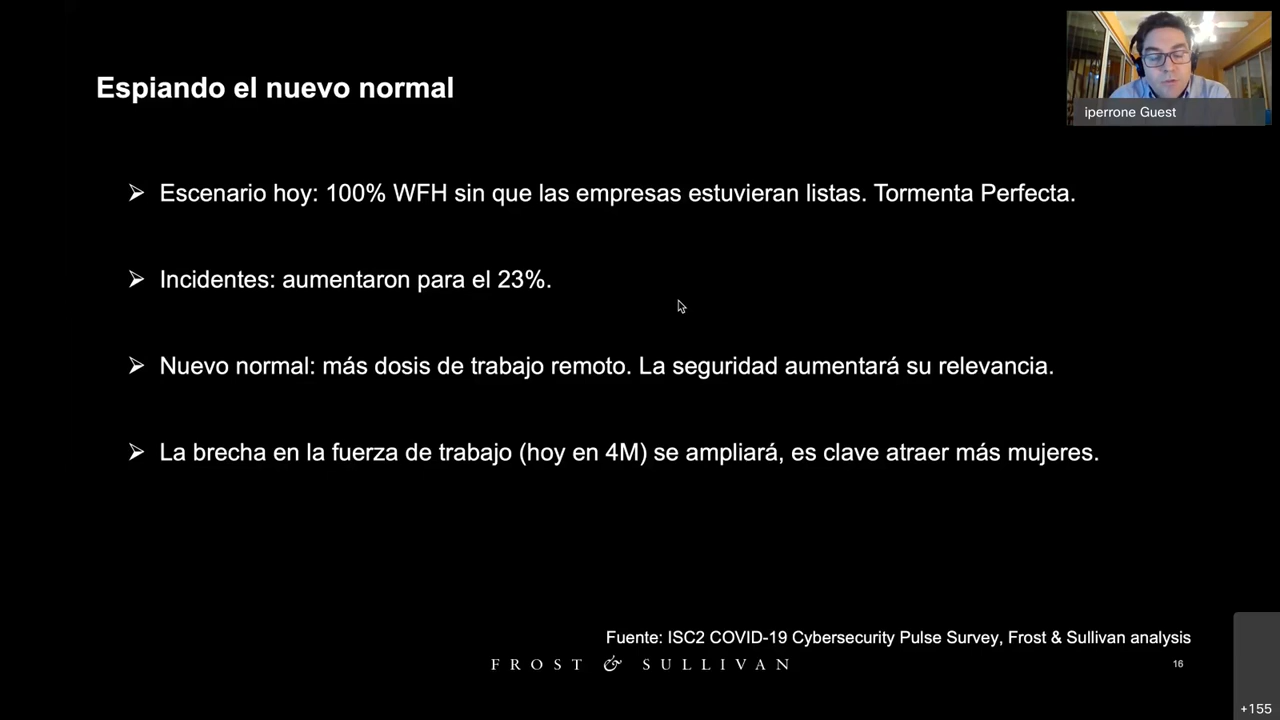 Espiando el nuevo normal
iperrone Guest
Escenario hoy: 100% WFH sin que las empresas estuvieran listas. Tormenta Perfecta.
Incidentes: aumentaron para el 23%.
Nuevo normal: más dosis de trabajo remoto. La seguridad aumentará su relevancia.
La brecha en la fuerza de trabajo (hoy en 4M) se ampliará, es clave atraer más mujeres.
Fuente: ISC2 COVID-19 Cybersecurity Pulse Survey, Frost & Sullivan analysis
FROST & SULLIVAN
16
+155